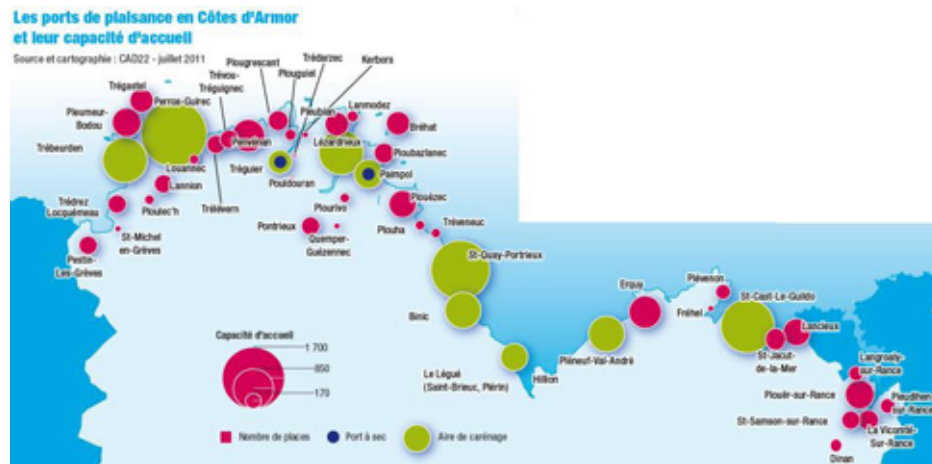 Les ports de plaisance en Côtes d'Armor
et leur capacité d'accueil
Source et cartographie : CAD22 - juillet 2011
Trégastel
Perros-Guirec
Pleumeur-
Bodou
Trébeurden
Trévou-
Tréguignec
Plougrescant
Plouguiel
Trédarzec
Kerbors
Penvénan
Pleubian
Lanmodez
Bréhat
Lézardrieux
Ploubazlanec
Paimpol
Louannec
Lannion
Tréguier
Pouldouran
Trédrez
Locquémeau
Ploulec'h
Trélévern
Plourivo
Plouézec
St-Michel
en-Grèves
Pontrieux
Quemper-
Guézennec
Plouha
Tréveneuc
Plestin-
Les-Grèves
St-Quay-Portrieux
Binic
Erquy
Plévenon
Fréhel
St-Cast-Le-Guildo
Lancieux
St-Jacut-
de-la-Mer
Pléneuf-Val-André
Le Légué
(Saint-Brieuc, Plérin)
Hillion
Langroaly-
sur-Rance
Plouër-sur-Rance
Pleudihen
sur-Rance
St-Samson-sur-Rance
La Vicomté-
Sur-Rance
Dinan
Capacité d'accueil
1 700
850
170
Nombre de places
Port à sec
Aire de carénage